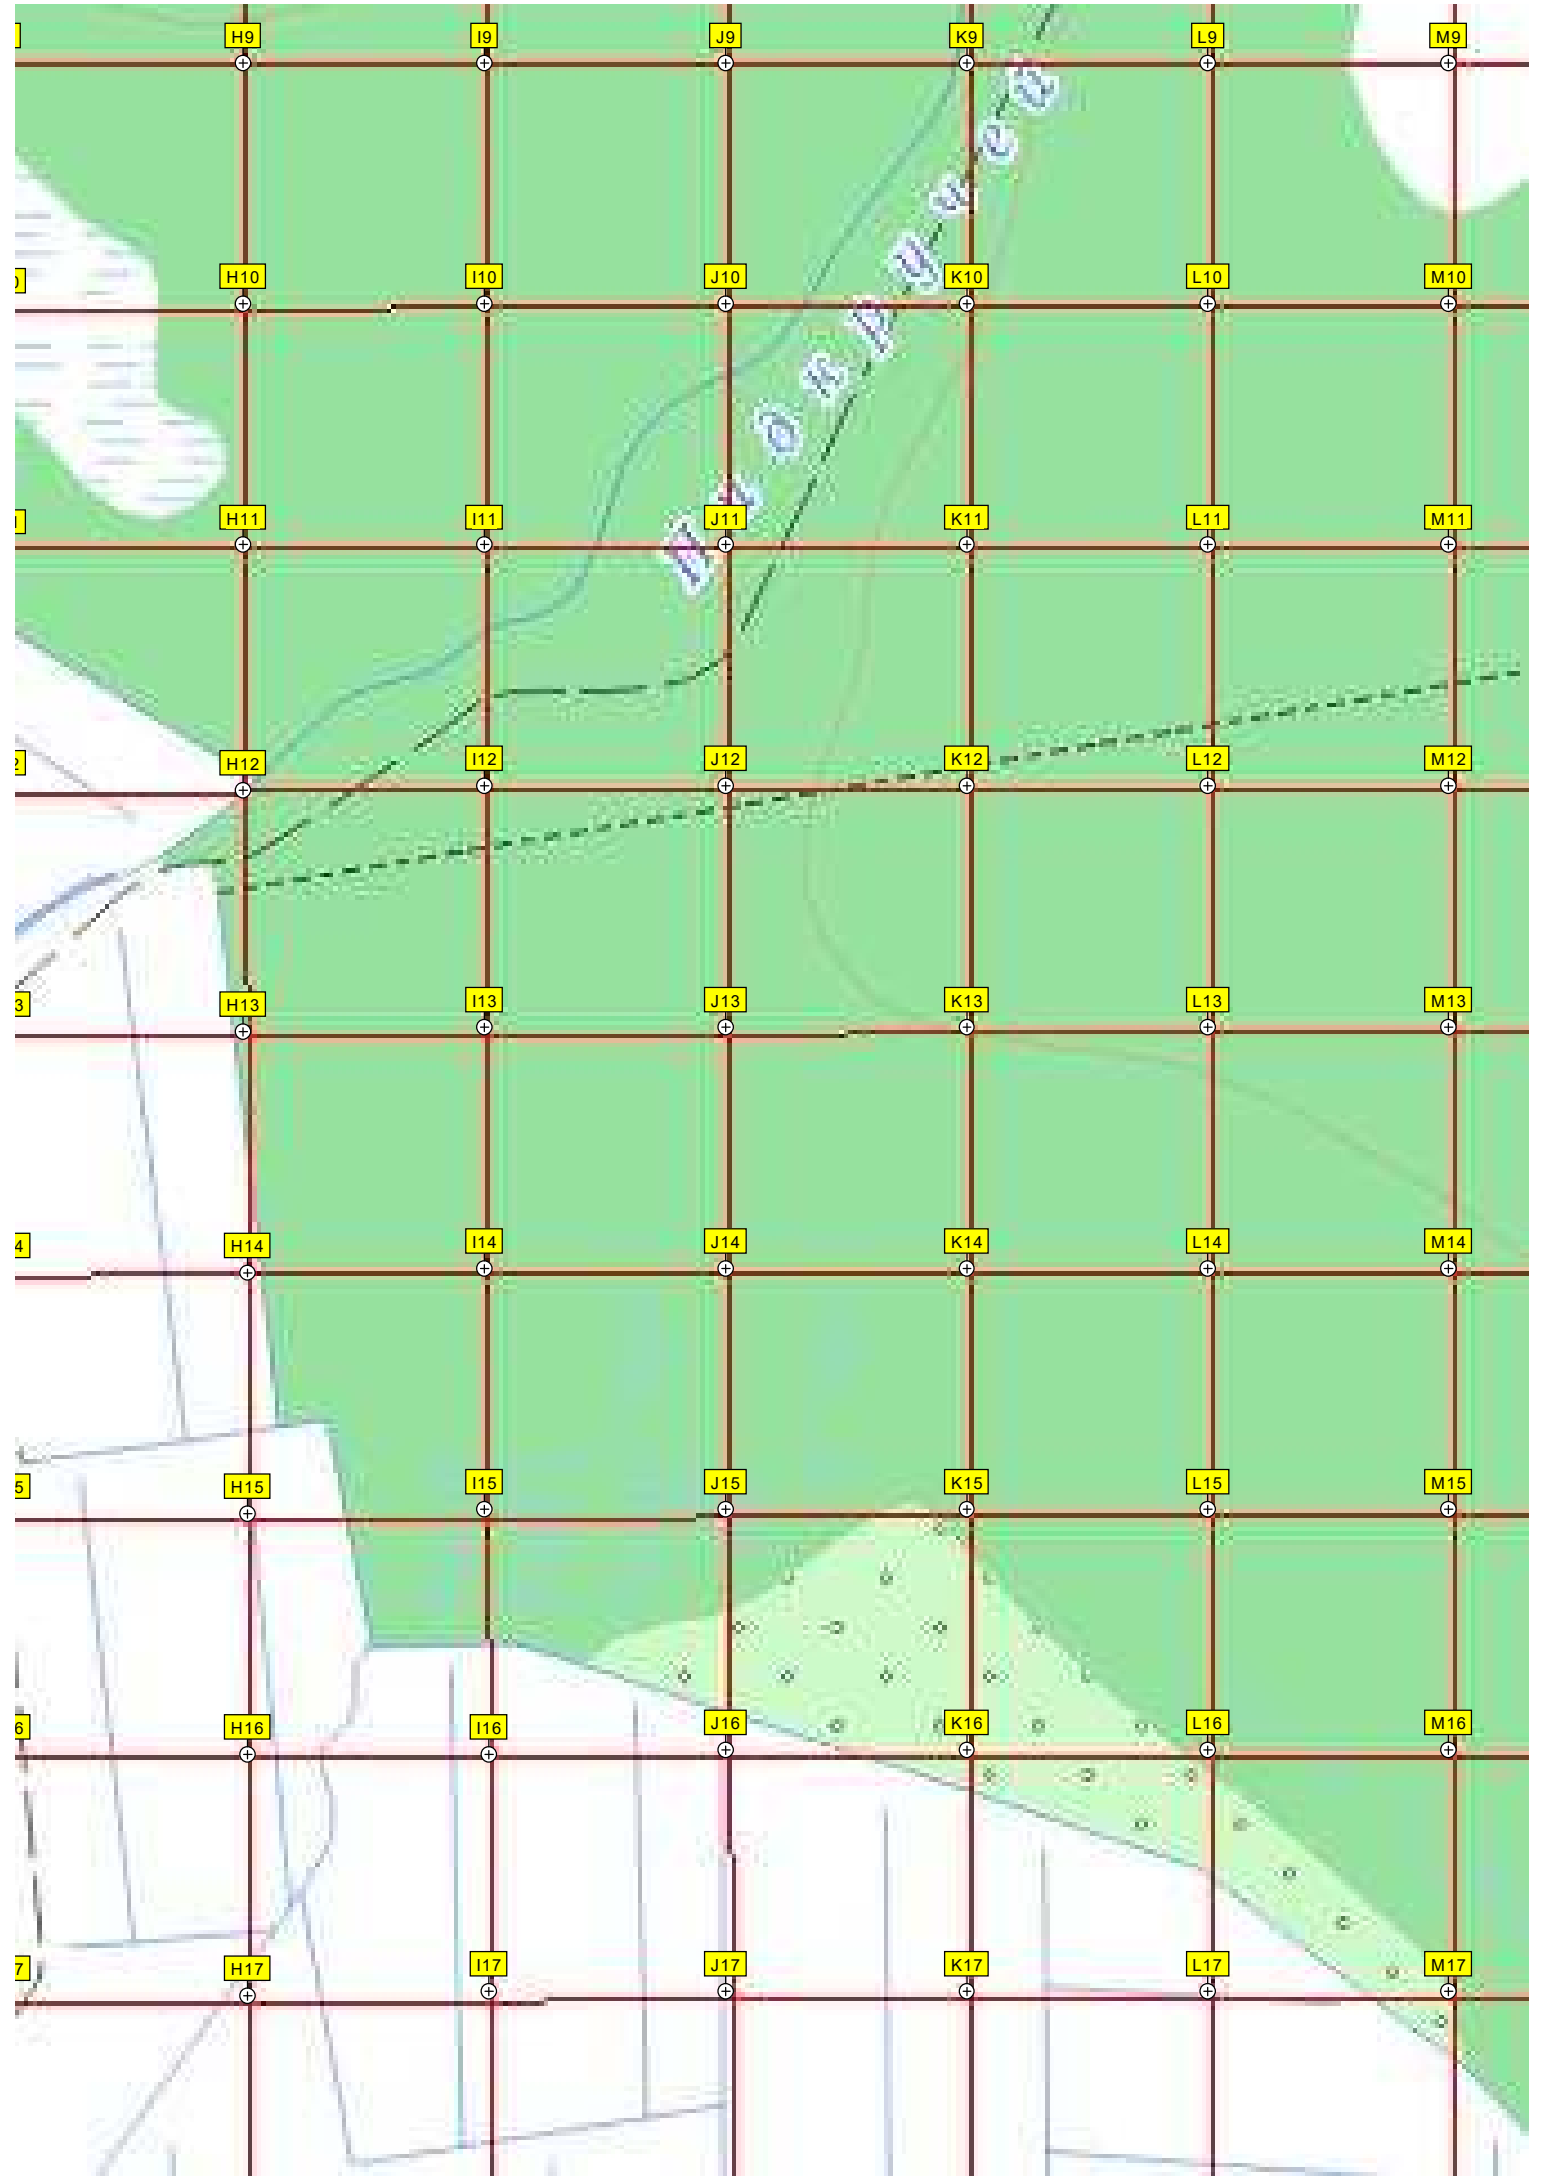 H9 I9 J9 K9 L9 M9
H10 I10 J10 K10 L10 M10
H11 I11 J11 K11 L11 M11
H12 I12 J12 K12 L12 M12
H13 I13 J13 K13 L13 M13
H14 I14 J14 K14 L14 M14
H15 I15 J15 K15 L15 M15
H16 I16 J16 K16 L16 M16
H17 I17 J17 K17 L17 M17